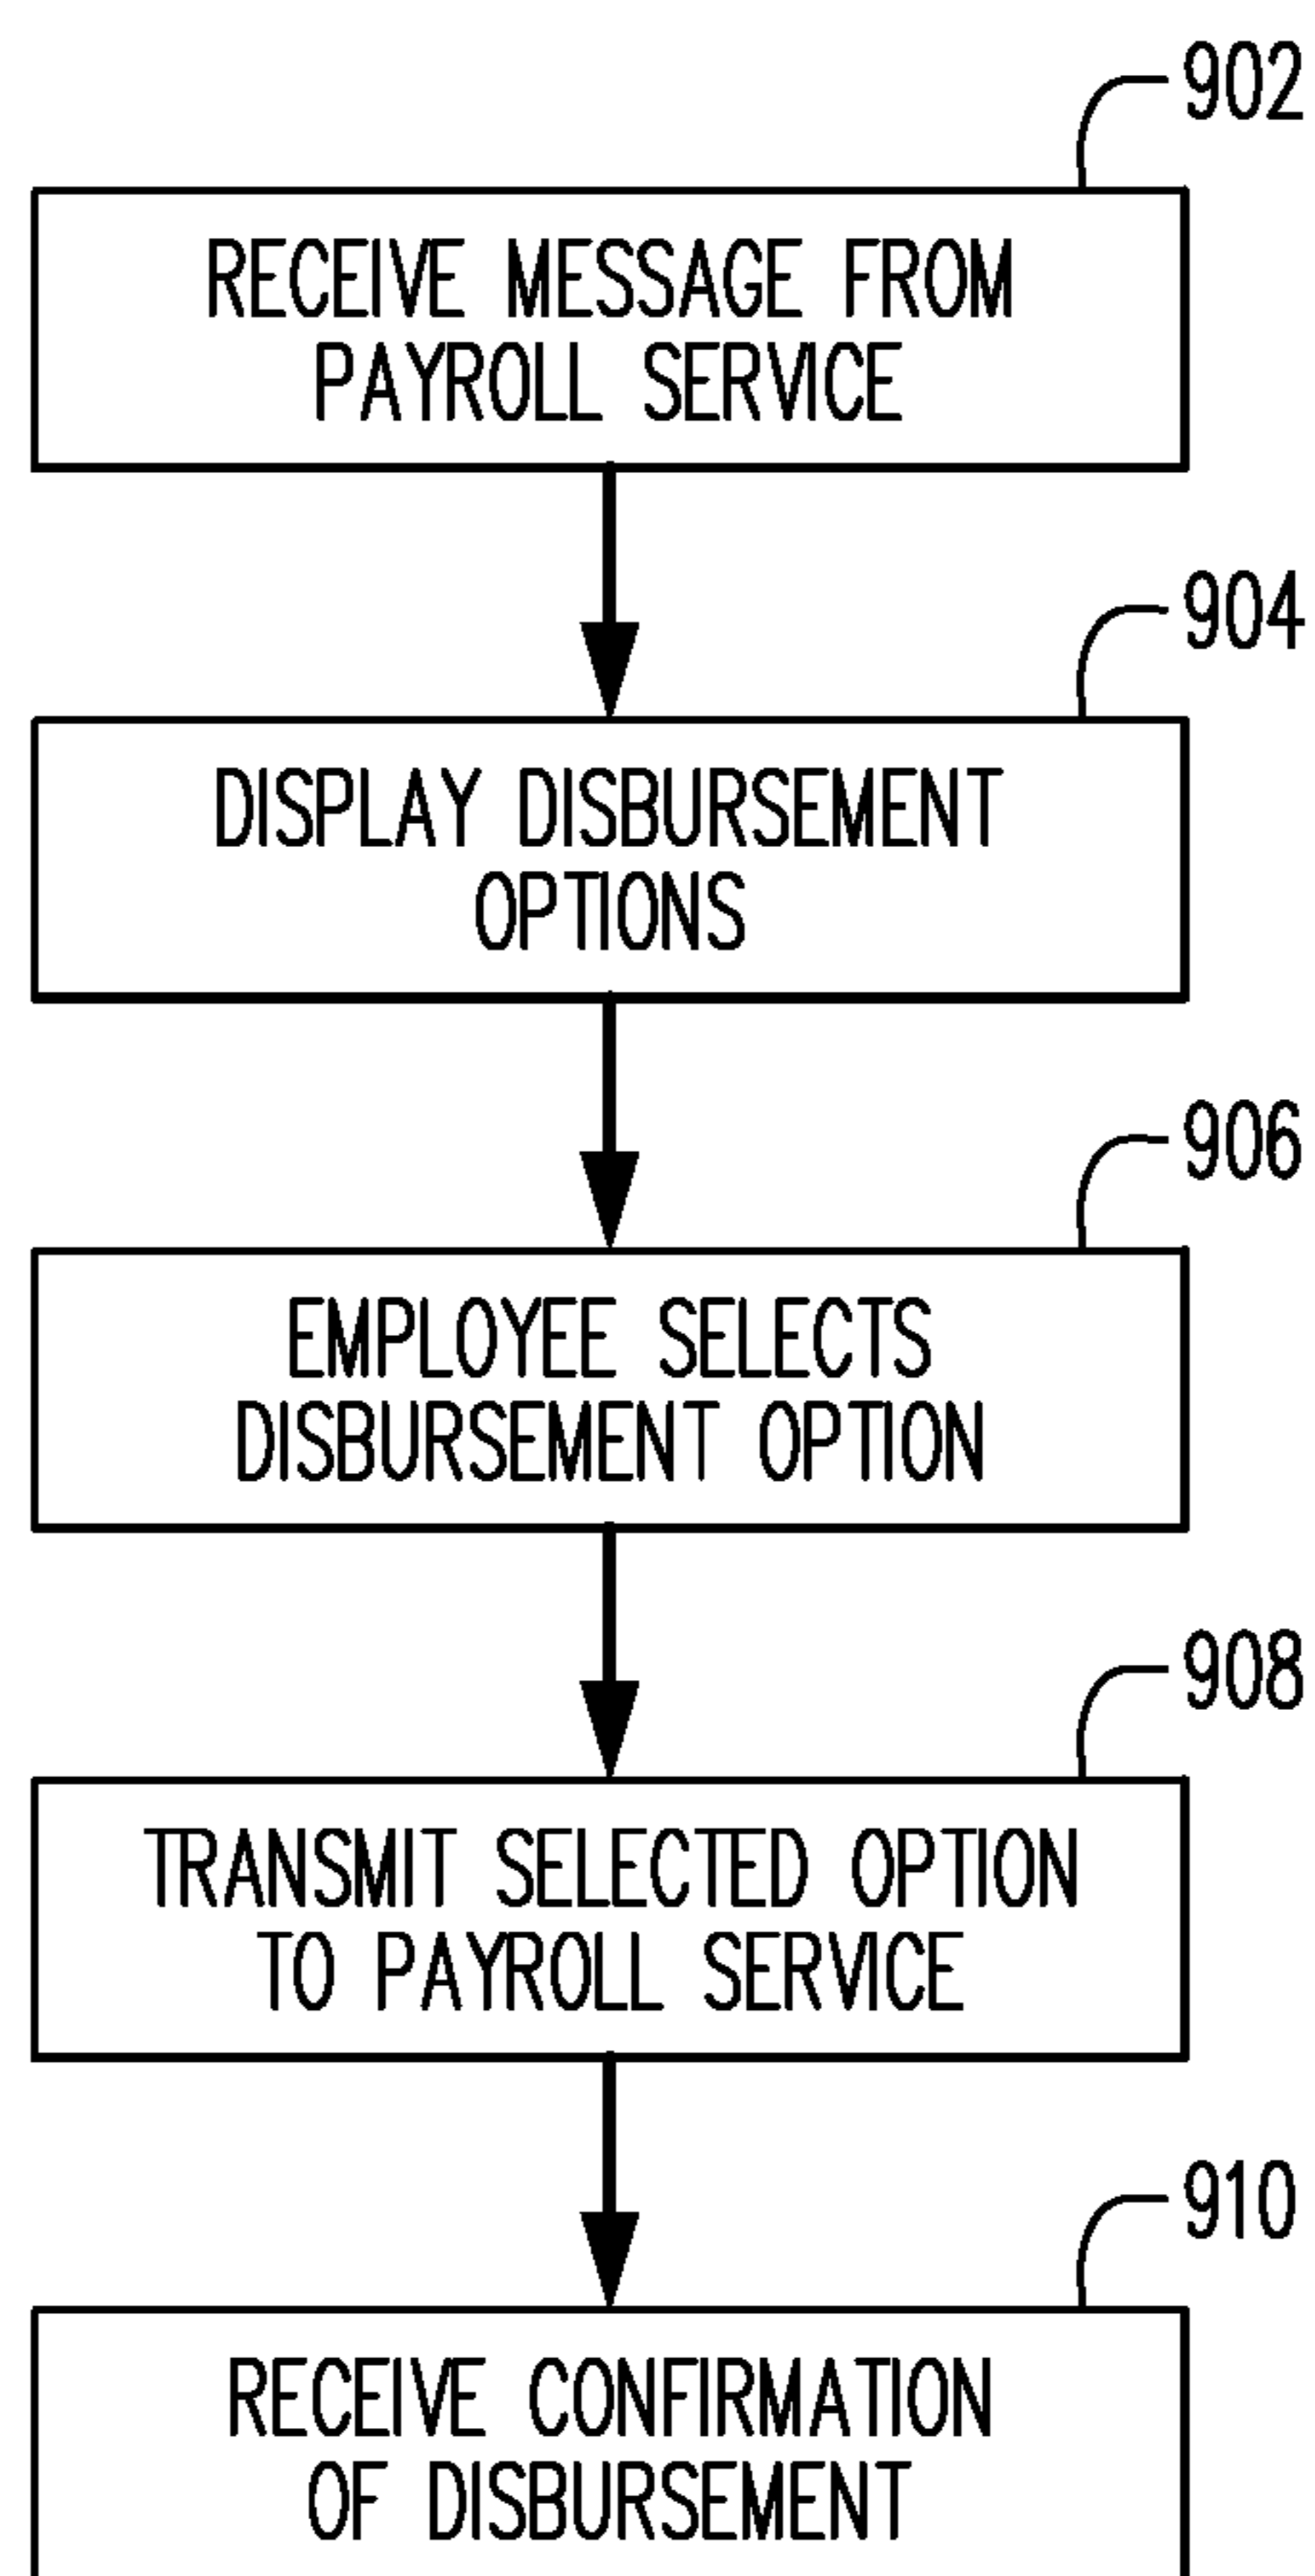 902
RECEIVE MESSAGE FROM
PAYROLL SERVICE
904
DISPLAY DISBURSEMENT
OPTIONS
906
EMPLOYEE SELECTS
DISBURSEMENT OPTION
908
TRANSMIT SELECTED OPTION
TO PAYROLL SERVICE
910
RECEIVE CONFIRMATION
OF DISBURSEMENT